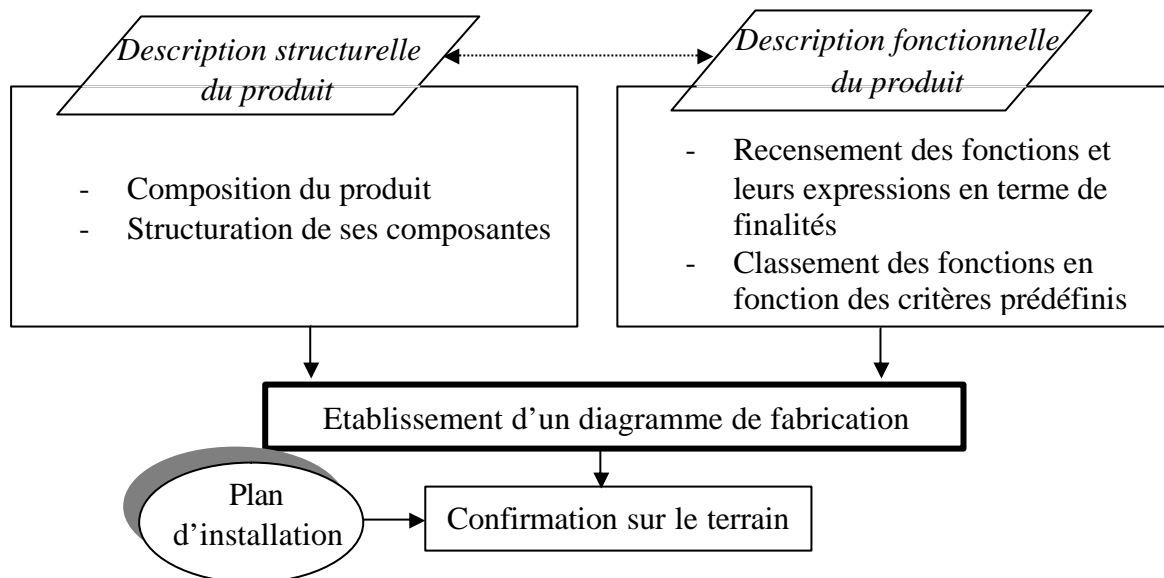 Description structurelle
du produit
Description fonctionnelle
du produit
- Composition du produit
- Structuration de ses composantes
- Recensement des fonctions et
leurs expressions en terme de
finalités
- Classement des fonctions en
fonction des critères prédéfinis
Etablissement d’un diagramme de fabrication
Plan
d’installation
Confirmation sur le terrain